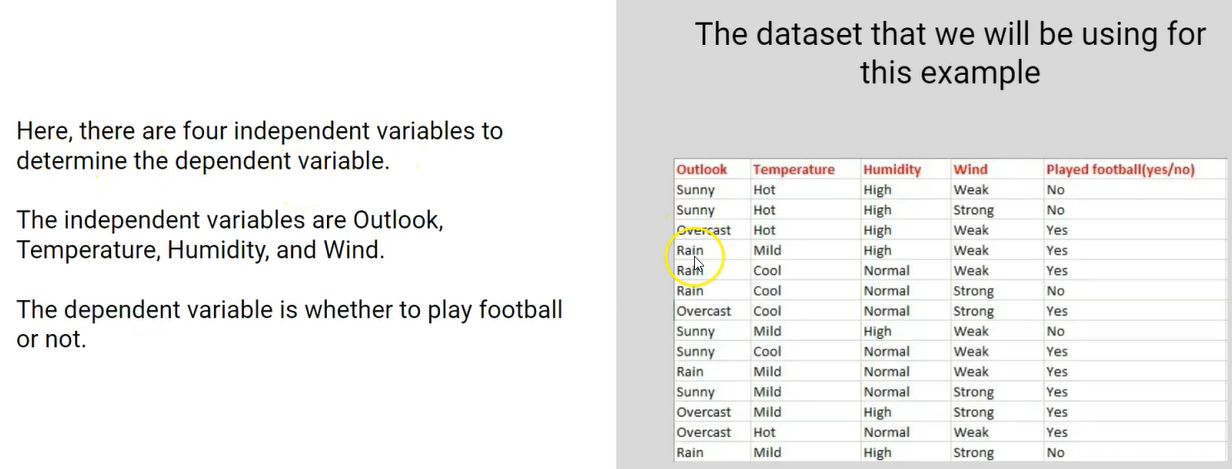 Here, there are four independent variables to
determine the dependent variable.
The independent variables are Outlook,
Temperature, Humidity, and Wind.
The dependent variable is whether to play football
or not.
The dataset that we will be using for
this example
Outlook Temperature Humidity Wind Played football(yes/no)
Sunny Hot High Weak No
Sunny Hot High Strong No
Overcast Hot High Weak Yes
Rain Mild High Weak Yes
Rain Cool Normal Weak Yes
Rain Cool Normal Strong No
Overcast Cool Normal Strong Yes
Sunny Mild High Weak No
Sunny Cool Normal Weak Yes
Rain Mild Normal Weak Yes
Sunny Mild Normal Strong Yes
Overcast Mild High Strong Yes
Overcast Hot Normal Weak Yes
Rain Mild High Strong No